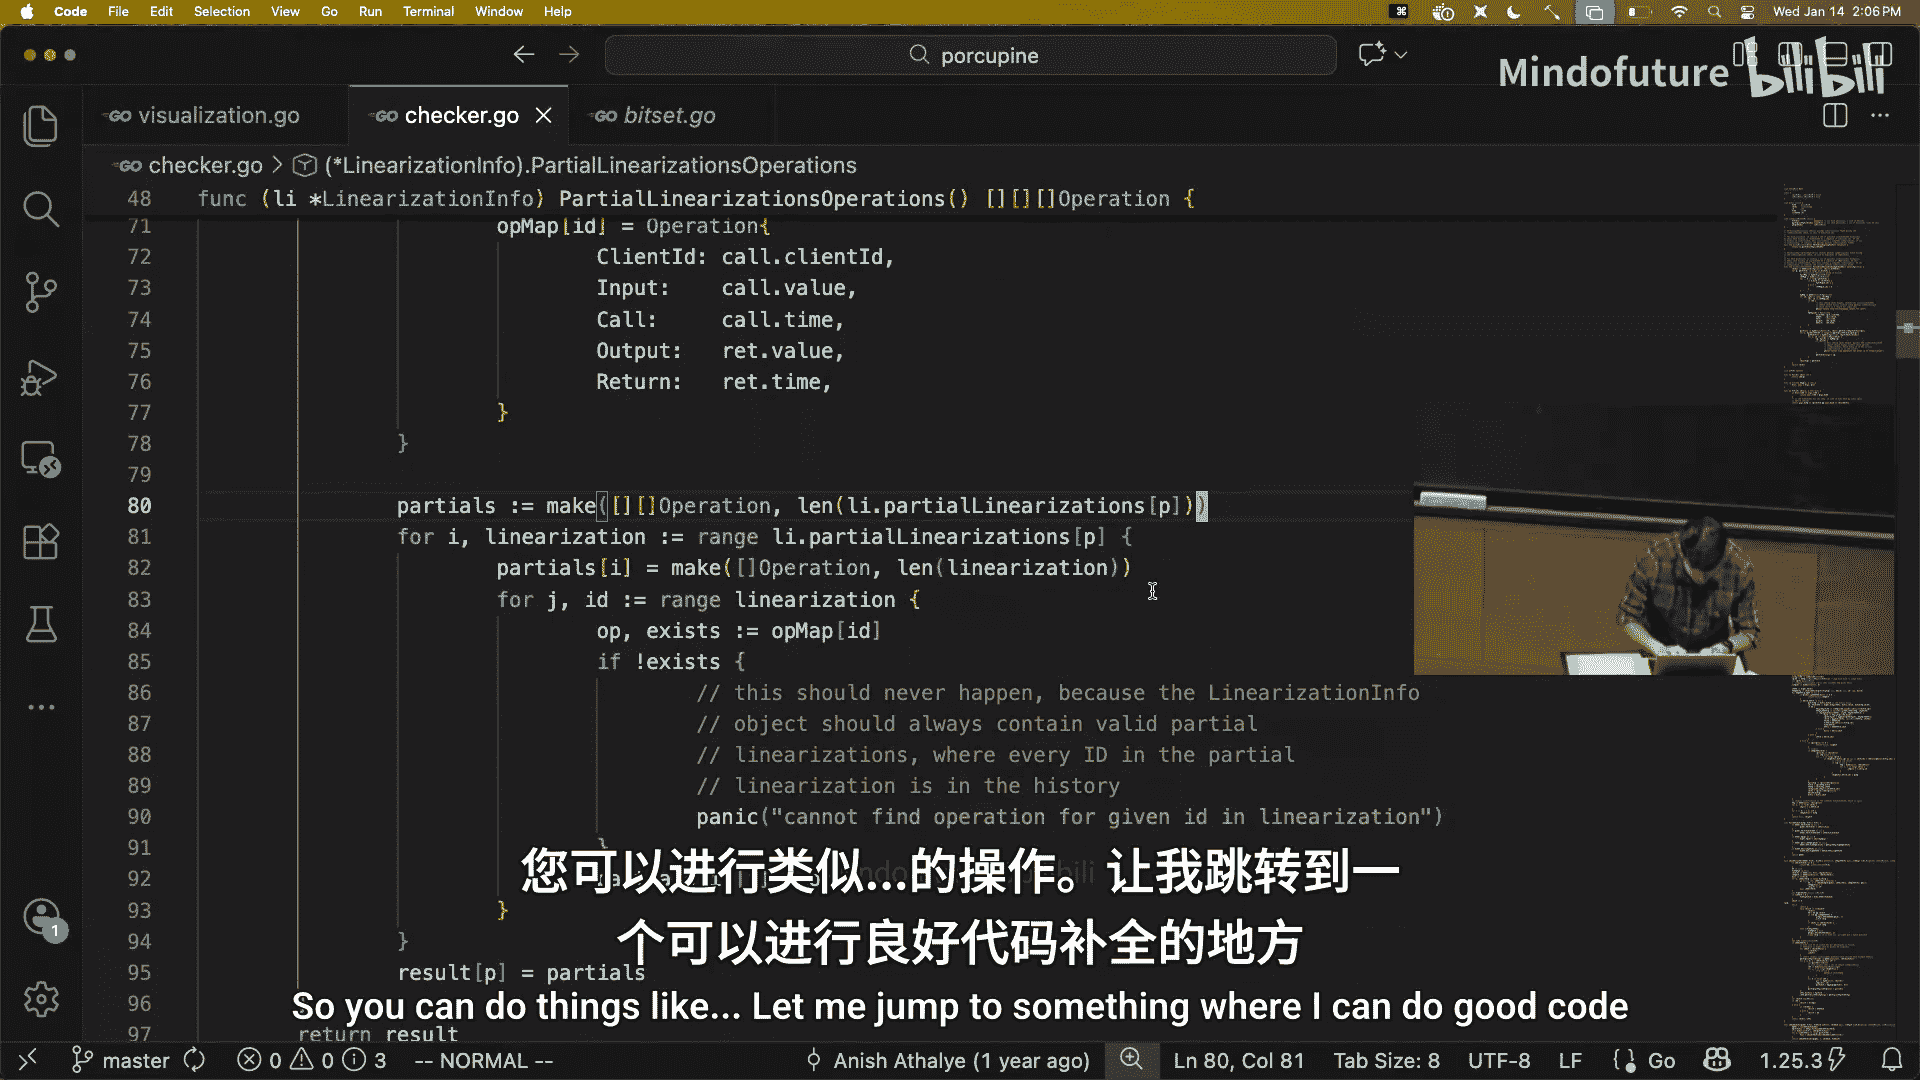 Code File Edit Selection View Go Run Terminal Window Help Wed Jan 14 2:06 PM
porcupine
Mindofuture bilibili
visualization.go checker.go bitset.go
checker.go > (*LinearizationInfo).PartialLinearizationsOperations
48 func (li *LinearizationInfo) PartialLinearizationsOperations() [][][]Operation {
71 opMap[id] = Operation{
72 ClientId: call.clientId,
73 Input: call.value,
74 Call: call.time,
75 Output: ret.value,
76 Return: ret.time,
77 }
78 }
79
80 partials := make([][]Operation, len(li.partialLinearizations[p]))
81 for i, linearization := range li.partialLinearizations[p] {
82 partials[i] = make([]Operation, len(linearization))
83 for j, id := range linearization {
84 op, exists := opMap[id]
85 if !exists {
86 // this should never happen, because the LinearizationInfo
87 // object should always contain valid partial
88 // linearizations, where every ID in the partial
89 // linearization is in the history
90 panic("cannot find operation for given id in linearization")
91 }
92
93 }
94 }
95 result[p] = partials
96
97 return result
您可以进行类似...的操作。让我跳转到一
个可以进行良好代码补全的地方
So you can do things like... Let me jump to something where I can do good code
1
master 0 0 3 -- NORMAL -- Anish Athalye (1 year ago) Ln 80, Col 81 Tab Size: 8 UTF-8 LF Go 1.25.3